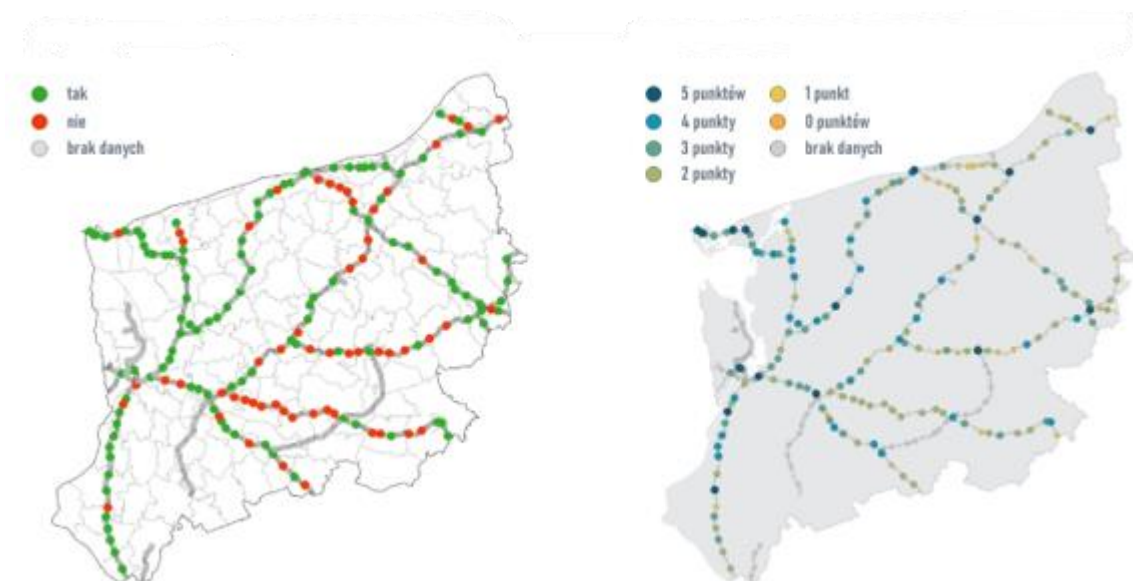 tak
nie
brak danych
5 punktów
4 punkty
3 punkty
2 punkty
1 punkt
0 punktów
brak danych